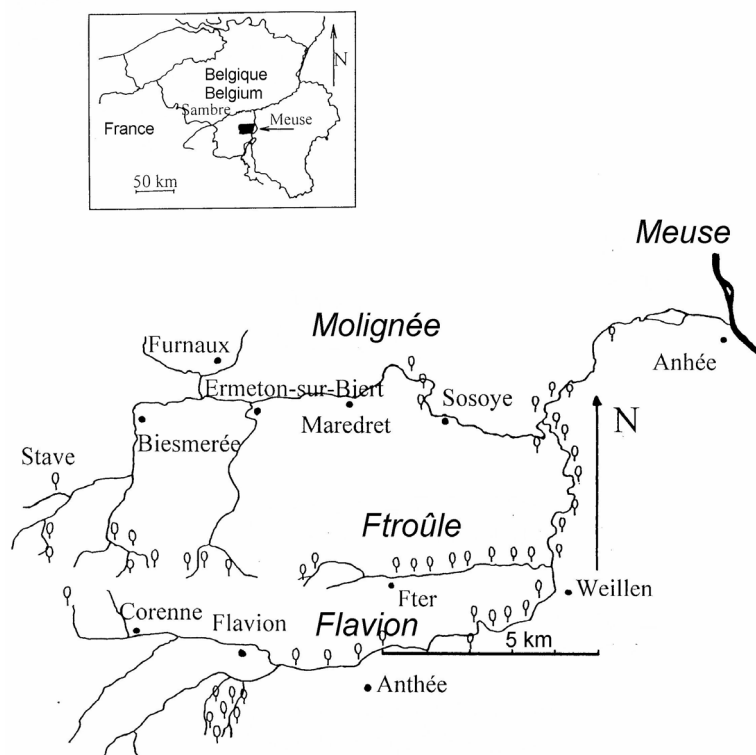 N
Belgique
Belgium
Sambre
Meuse
France
50 km
Meuse
Molignée
Furnaux
Anhée
Ermeton-sur-Biert
Sosoye
Maredret
Biesmerée
N
Stave
Ftroûle
Weillen
Fter
Corenne
Flavion
Flavion
5 km
Anthée